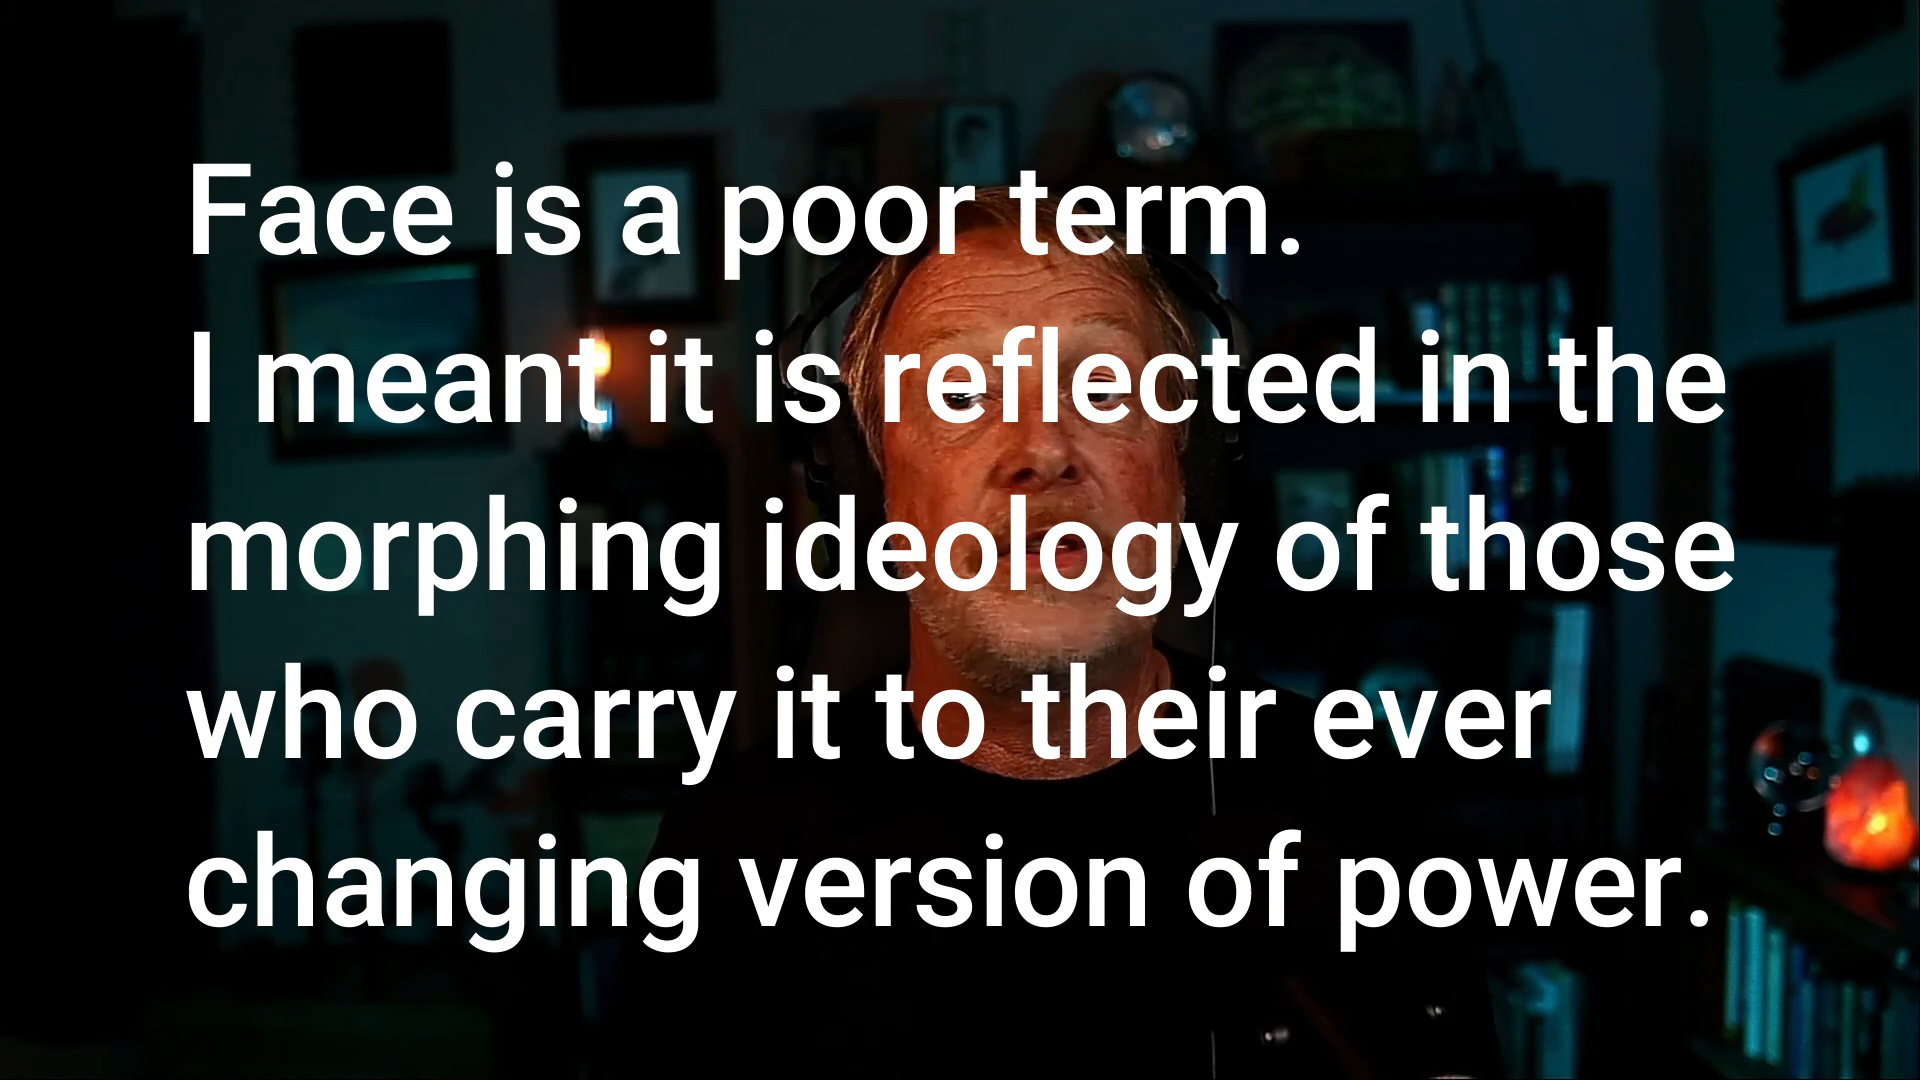 Face is a poor term.
I meant it is reflected in the
morphing ideology of those
who carry it to their ever
changing version of power.